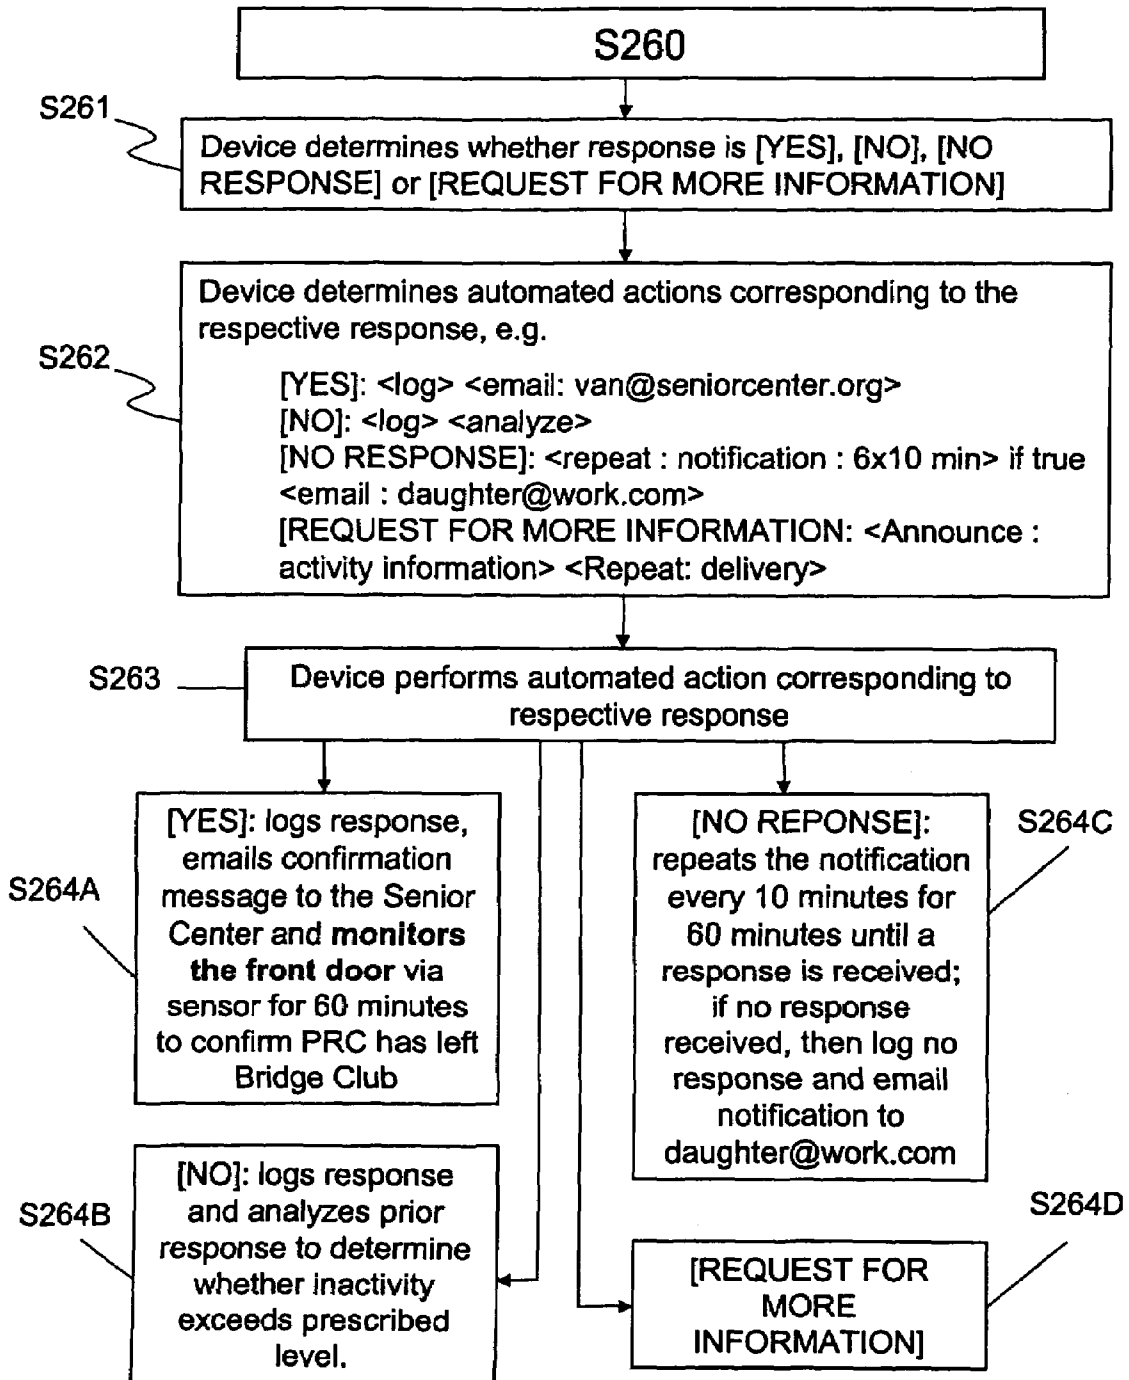 S260
S261
Device determines whether response is [YES], [NO], [NO
RESPONSE] or [REQUEST FOR MORE INFORMATION]
S262
Device determines automated actions corresponding to the
respective response, e.g.
[YES]: <log> <email: van@seniorcenter.org>
[NO]: <log> <analyze>
[NO RESPONSE]: <repeat : notification : 6x10 min> if true
<email : daughter@work.com>
[REQUEST FOR MORE INFORMATION: <Announce :
activity information> <Repeat: delivery>
S263
Device performs automated action corresponding to
respective response
S264A
[YES]: logs response,
emails confirmation
message to the Senior
Center and monitors
the front door via
sensor for 60 minutes
to confirm PRC has left
Bridge Club
[NO REPONSE]:
repeats the notification
every 10 minutes for
60 minutes until a
response is received;
if no response
received, then log no
response and email
notification to
daughter@work.com
S264C
S264B
[NO]: logs response
and analyzes prior
response to determine
whether inactivity
exceeds prescribed
level.
[REQUEST FOR
MORE
INFORMATION]
S264D